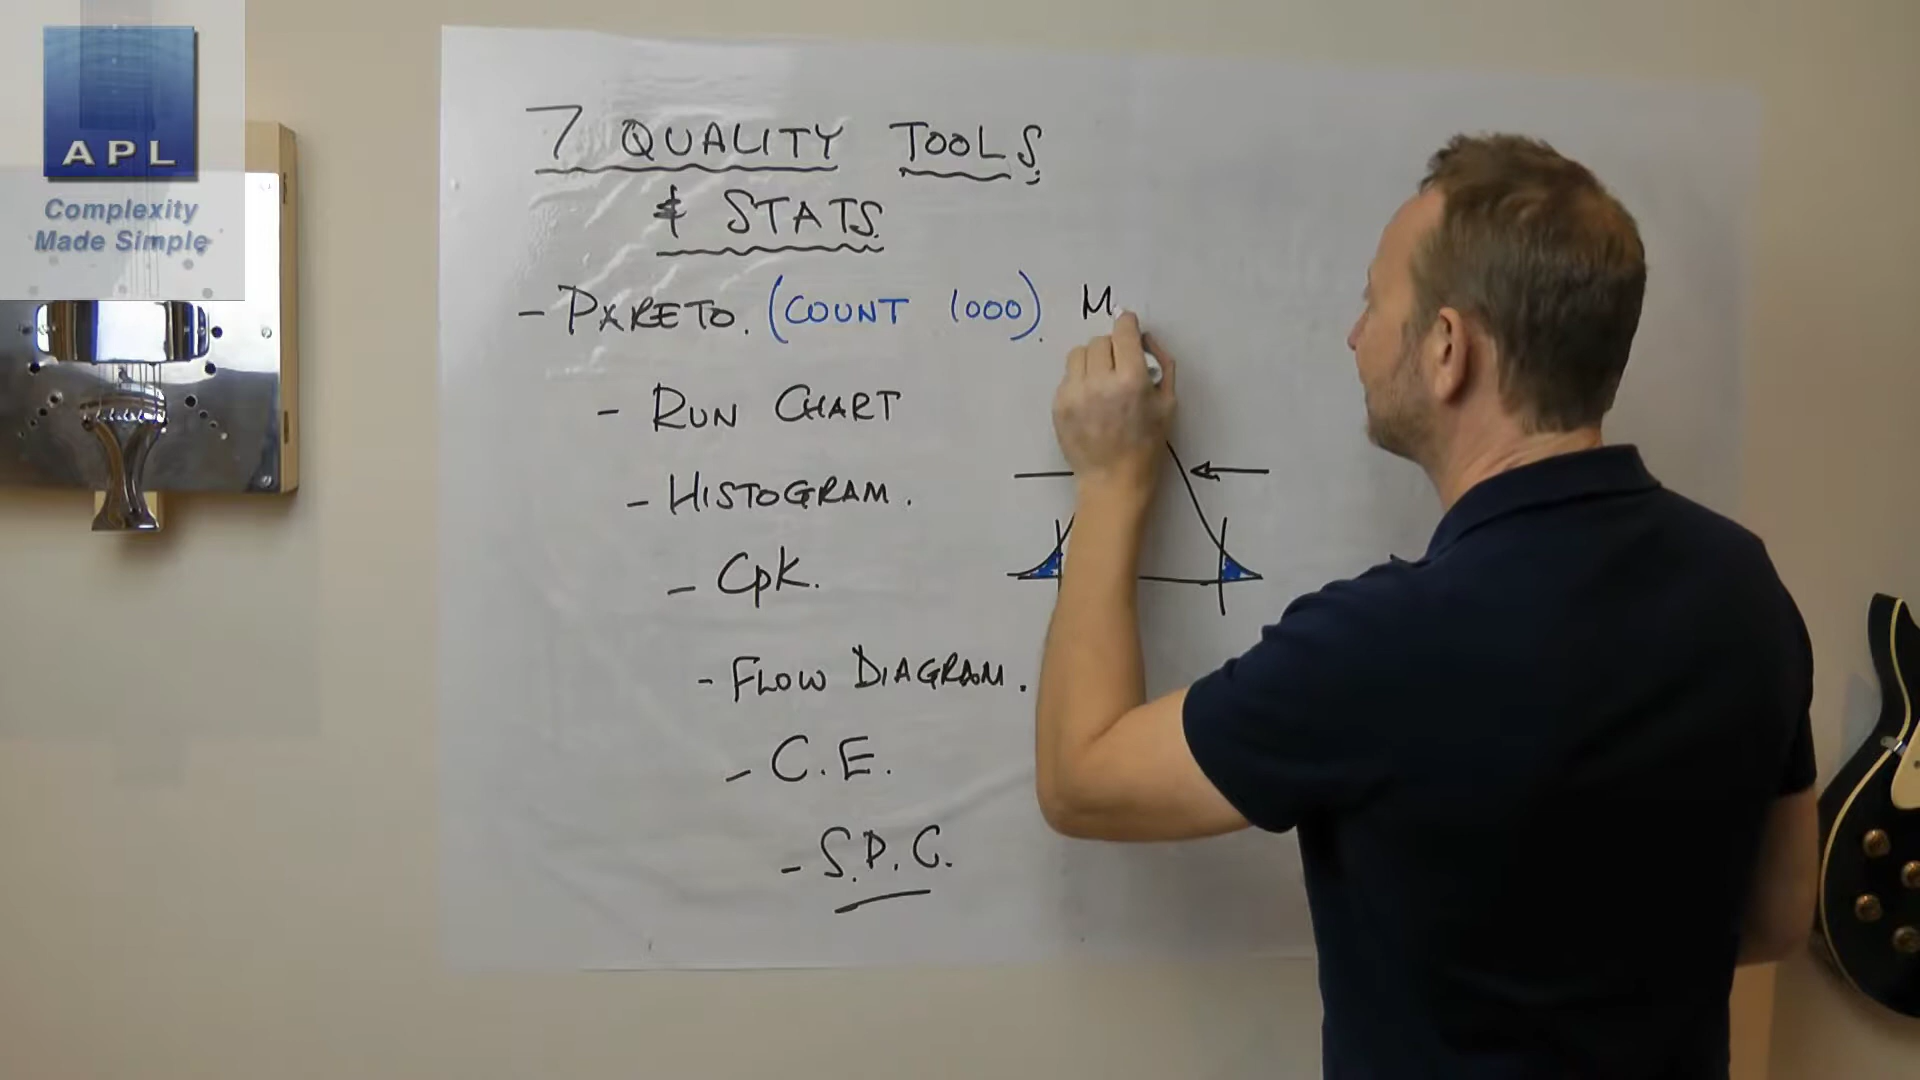 APL
Complexity
Made Simple
7 QUALITY TOOLS
& STATS.
- PARETO. (COUNT 1000). M
- RUN CHART
- HISTOGRAM.
- CpK.
- FLOW DIAGRAM.
- C.E.
- S.P.C.